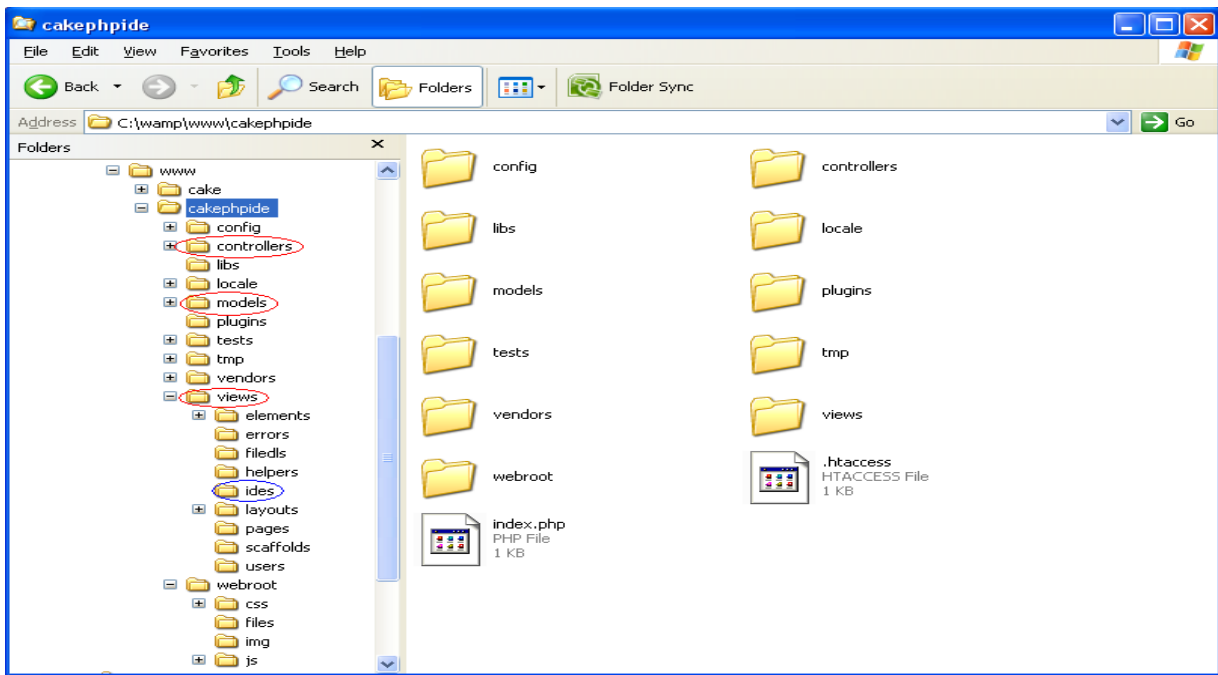 cakephpide
File Edit View Favorites Tools Help
Back Search Folders Folder Sync
Address C:\wamp\www\cakephpide Go
Folders
www
cake
cakephpide
config
controllers
libs
locale
models
plugins
tests
tmp
vendors
views
elements
errors
filedls
helpers
ides
layouts
pages
scaffolds
users
webroot
css
files
img
js
config controllers
libs locale
models plugins
tests tmp
vendors views
webroot
.htaccess
HTACCESS File
1 KB
index.php
PHP File
1 KB